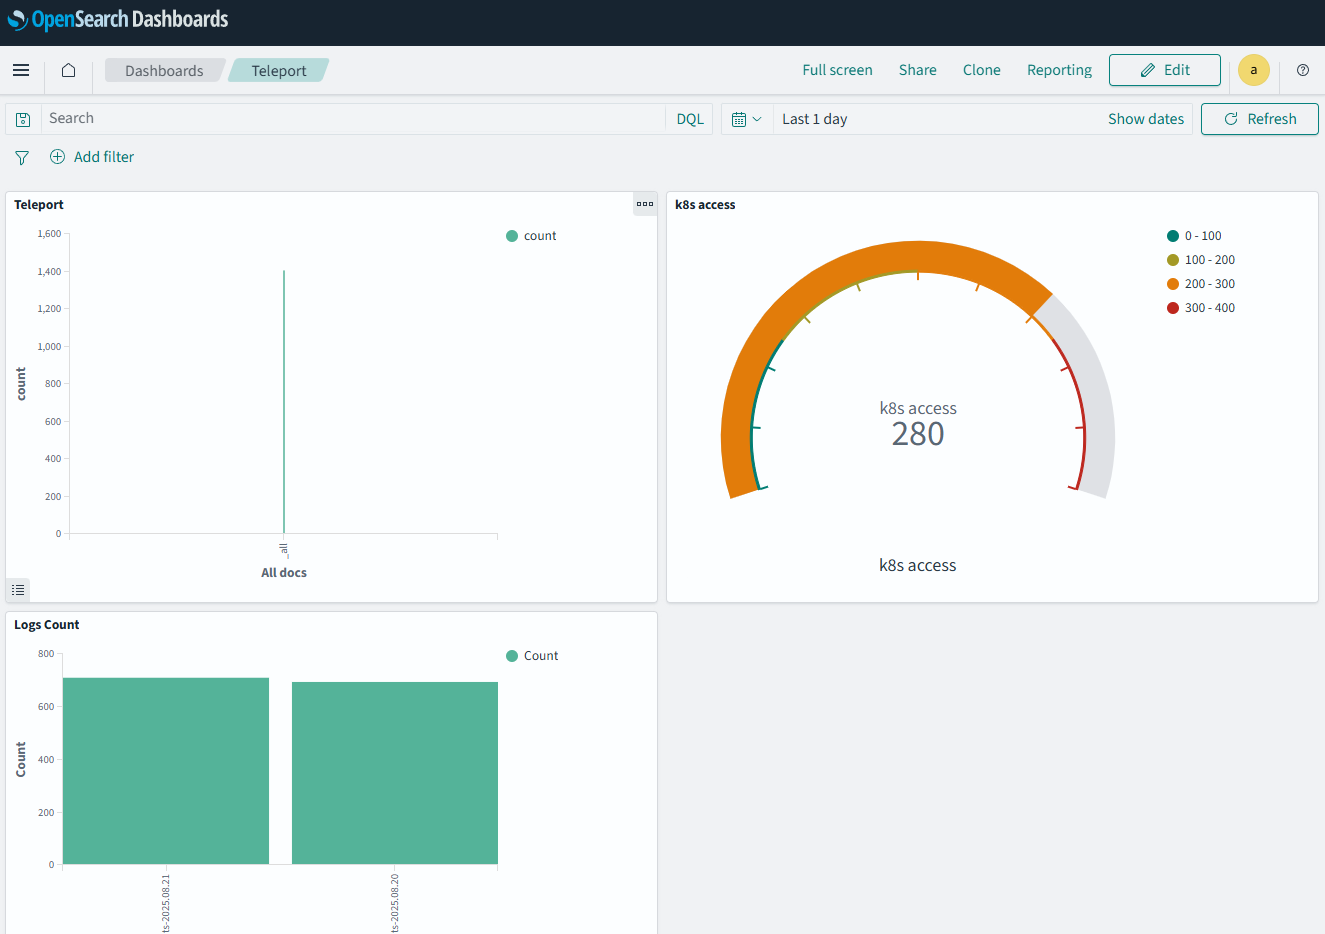 OpenSearch Dashboards
Dashboards
Teleport
Full screen
Share
Clone
Reporting
Edit
a
Search
DQL
Last 1 day
Show dates
Refresh
Add filter
Teleport
1,600
1,400
1,200
1,000
800
600
400
200
0
count
_all
All docs
count
k8s access
k8s access
280
k8s access
0 - 100
100 - 200
200 - 300
300 - 400
Logs Count
800
600
400
200
0
Count
ts-2025.08.21
ts-2025.08.20
Count